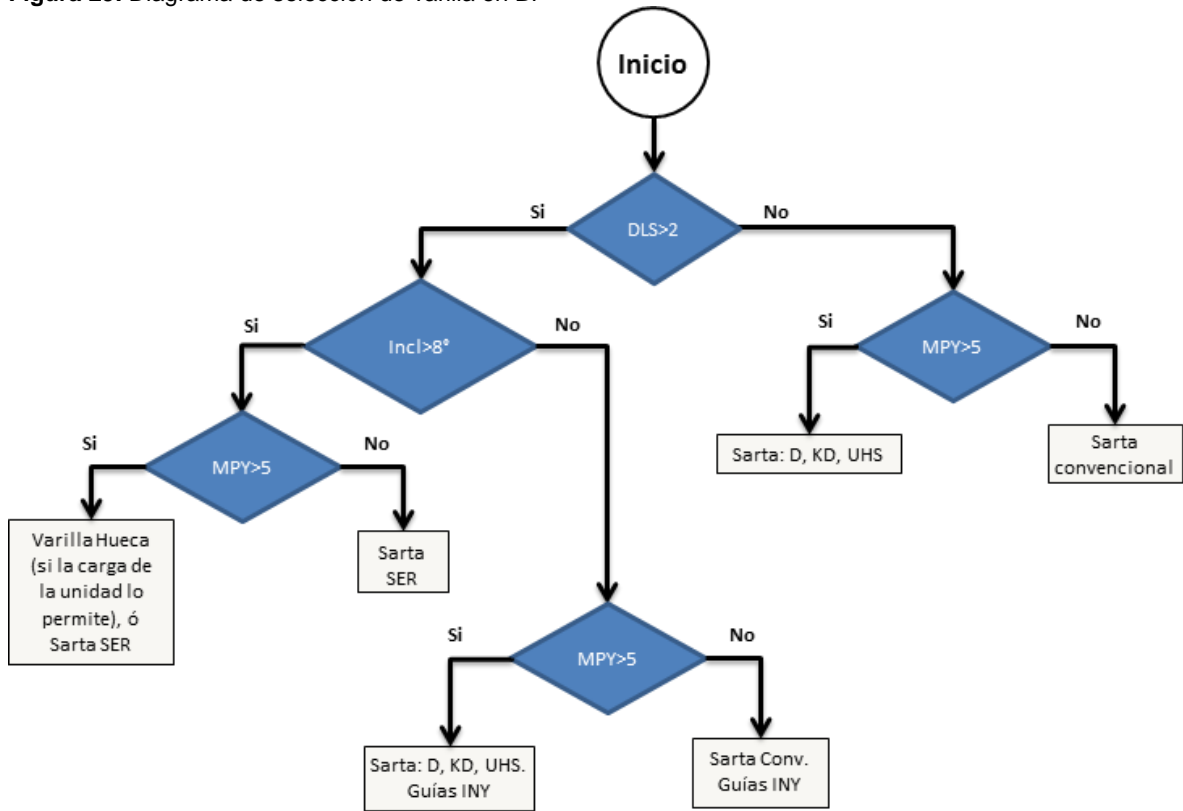 Inicio
Si
No
DLS>2
Si
No
Incl>8°
Si
No
MPY>5
Si
No
MPY>5
Sarta: D, KD, UHS
Sarta
convencional
Varilla Hueca
(si la carga de
la unidad lo
permite), ó
Sarta SER
Sarta
SER
Si
No
MPY>5
Sarta: D, KD, UHS.
Guías INY
Sarta Conv.
Guías INY